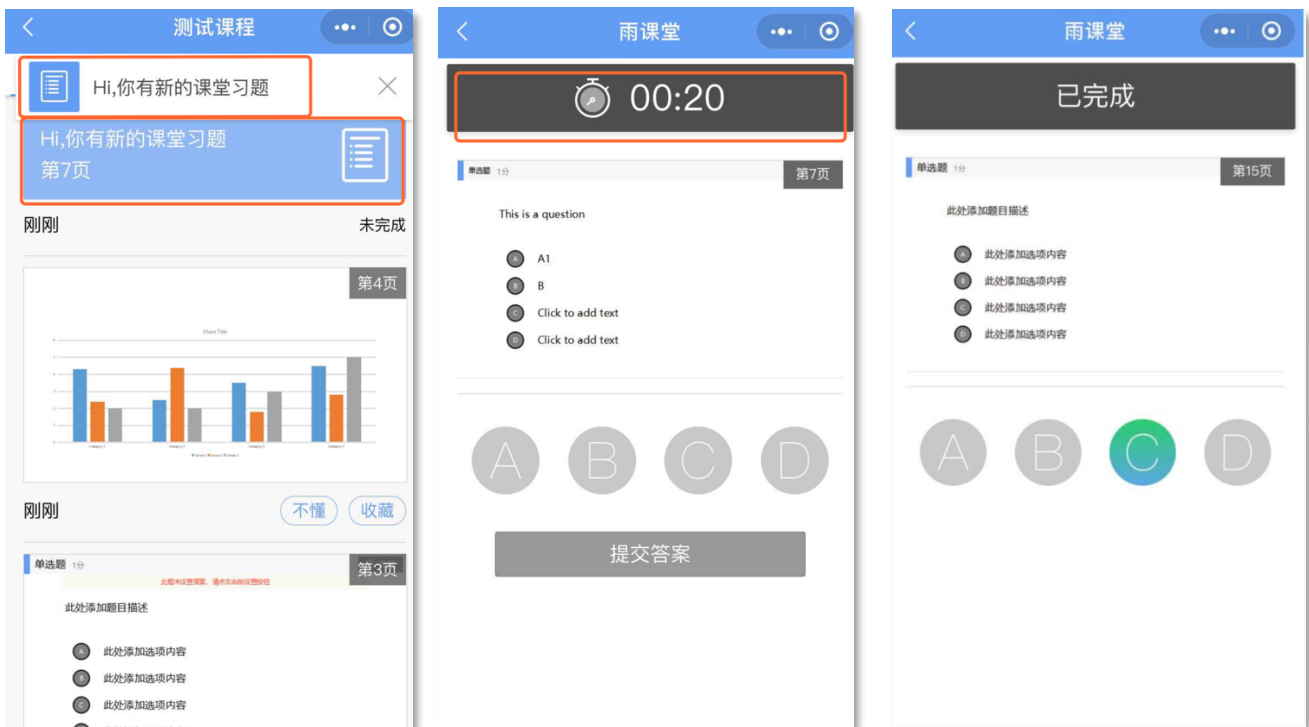 测试课程
Hi,你有新的课堂习题
Hi,你有新的课堂习题
第7页
刚刚
未完成
第4页
Chart Title
刚刚
不懂
收藏
单选题 1分
第3页
此处添加题目描述
A 此处添加选项内容
B 此处添加选项内容
C 此处添加选项内容
雨课堂
00:20
单选题 1分
第7页
This is a question
A A1
B B
C Click to add text
D Click to add text
A B C D
提交答案
雨课堂
已完成
单选题 1分
第15页
此处添加题目描述
A 此处添加选项内容
B 此处添加选项内容
C 此处添加选项内容
D 此处添加选项内容
A B C D